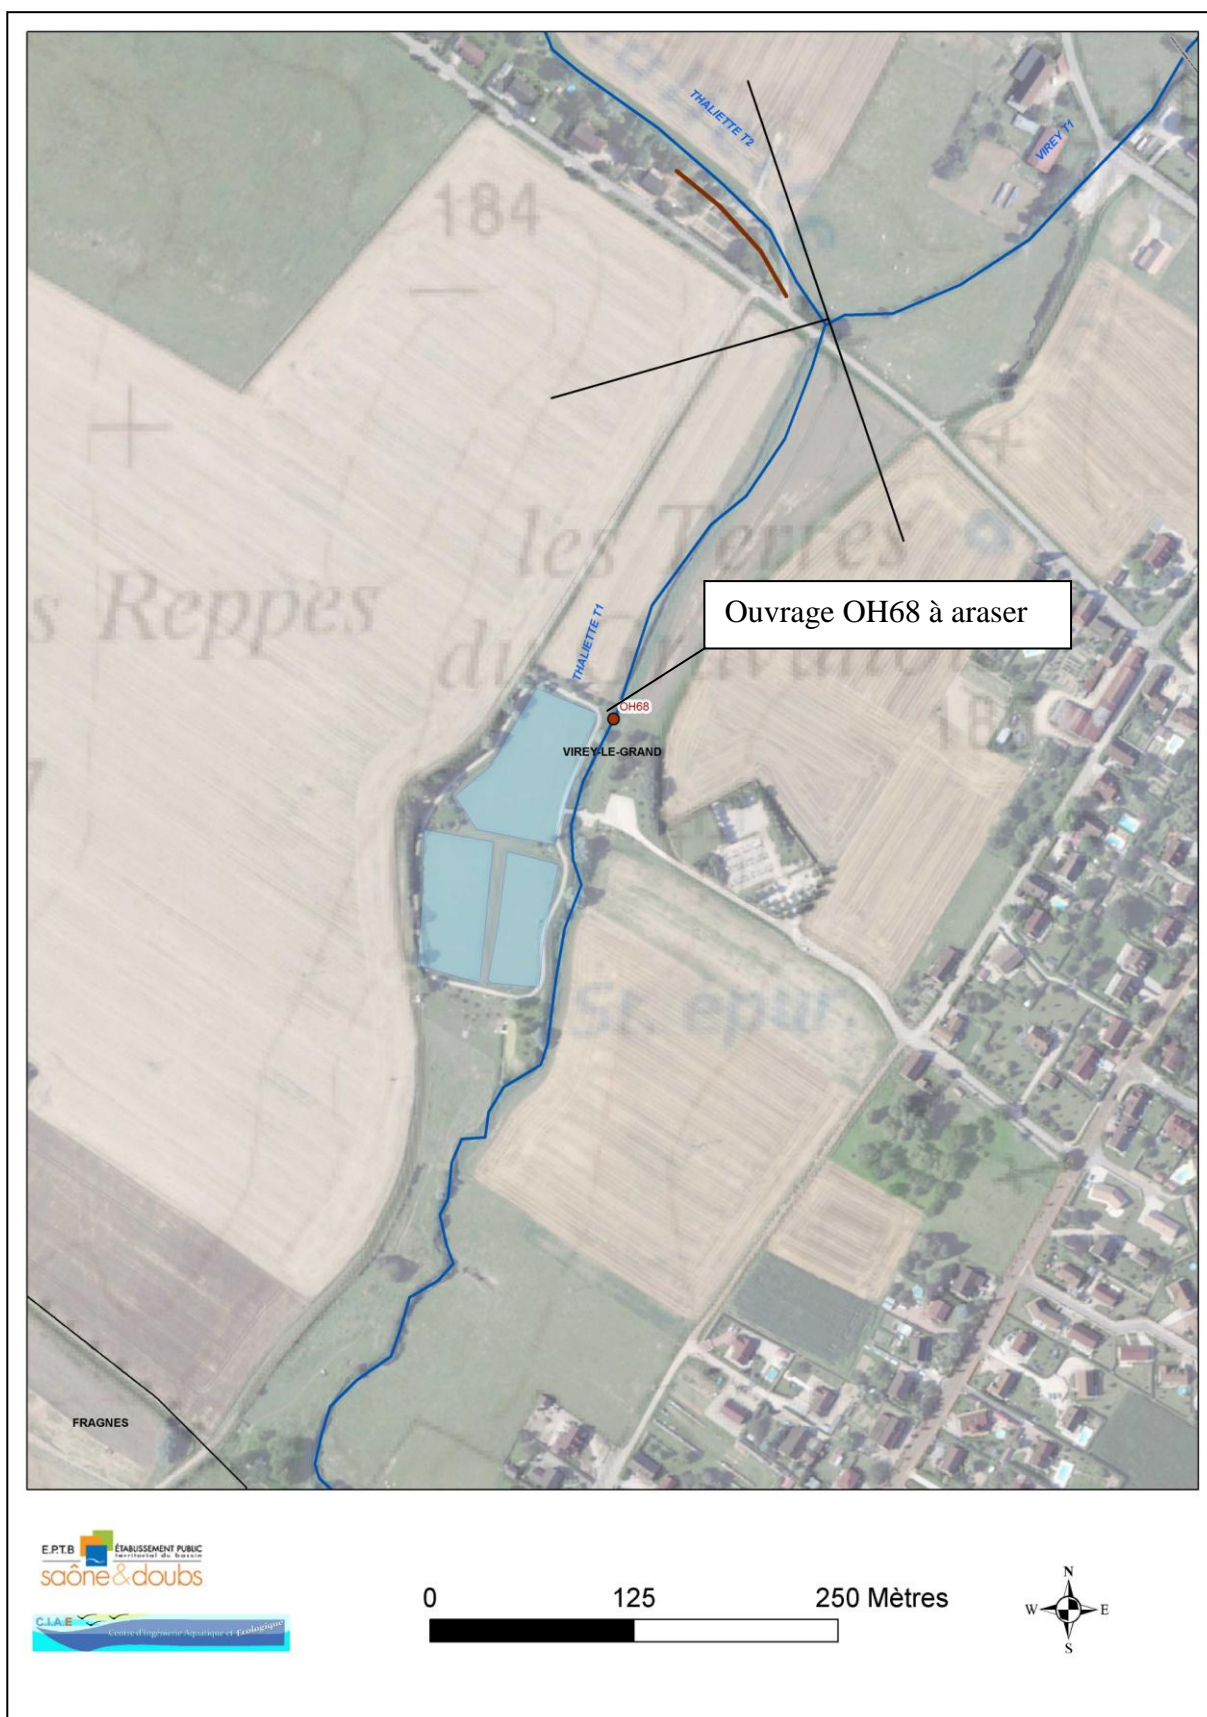 THALIETTE T2
VIREY T1
184
les Terres
s Reppes
Ouvrage OH68 à araser
THALIETTE T1
OH68
VIREY-LE-GRAND
St. epur.
FRAGNES
E.P.T.B
ÉTABLISSEMENT PUBLIC
territorial du bassin
saône&doubs
C.I.A.E
Centre d'Ingénierie Aquatique et Ecologique
0 125 250 Mètres
N
W E
S